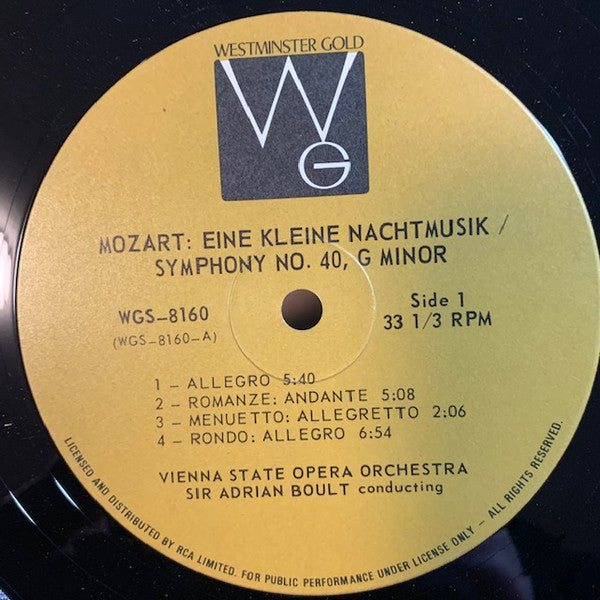 WESTMINSTER GOLD
W
G
MOZART: EINE KLEINE NACHTMUSIK /
SYMPHONY NO. 40, G MINOR
WGS-8160
(WGS-8160-A)
Side 1
33 1/3 RPM
1 - ALLEGRO 5:40
2 - ROMANZE: ANDANTE 5:08
3 - MENUETTO: ALLEGRETTO 2:06
4 - RONDO: ALLEGRO 6:54
VIENNA STATE OPERA ORCHESTRA
SIR ADRIAN BOULT conducting
LICENSED AND DISTRIBUTED BY RCA LIMITED. FOR PUBLIC PERFORMANCE UNDER LICENSE ONLY - ALL RIGHTS RESERVED.